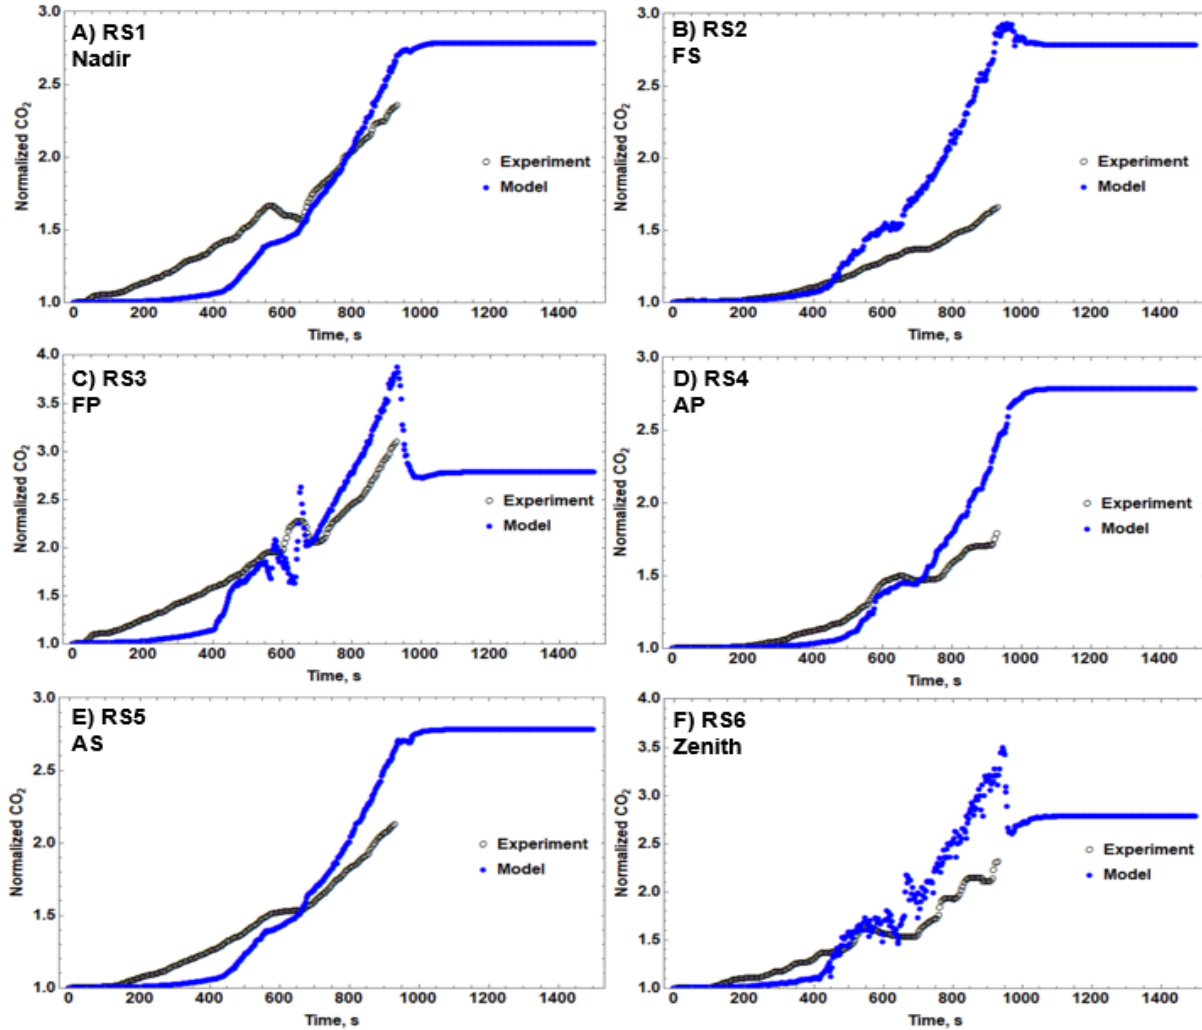 A) RS1
Nadir
3.0
2.5
2.0
1.5
1.0
Normalized CO2
Experiment
Model
0 200 400 600 800 1000 1200 1400
Time, s
B) RS2
FS
3.0
2.5
2.0
1.5
1.0
Normalized CO2
Experiment
Model
0 200 400 600 800 1000 1200 1400
Time, s
C) RS3
FP
4.0
3.5
3.0
2.5
2.0
1.5
1.0
Normalized CO2
Experiment
Model
0 200 400 600 800 1000 1200 1400
Time, s
D) RS4
AP
3.0
2.5
2.0
1.5
1.0
Normalized CO2
Experiment
Model
0 200 400 600 800 1000 1200 1400
Time, s
E) RS5
AS
3.0
2.5
2.0
1.5
1.0
Normalized CO2
Experiment
Model
0 200 400 600 800 1000 1200 1400
Time, s
F) RS6
Zenith
4.0
3.5
3.0
2.5
2.0
1.5
1.0
Normalized CO2
Experiment
Model
0 200 400 600 800 1000 1200 1400
Time, s